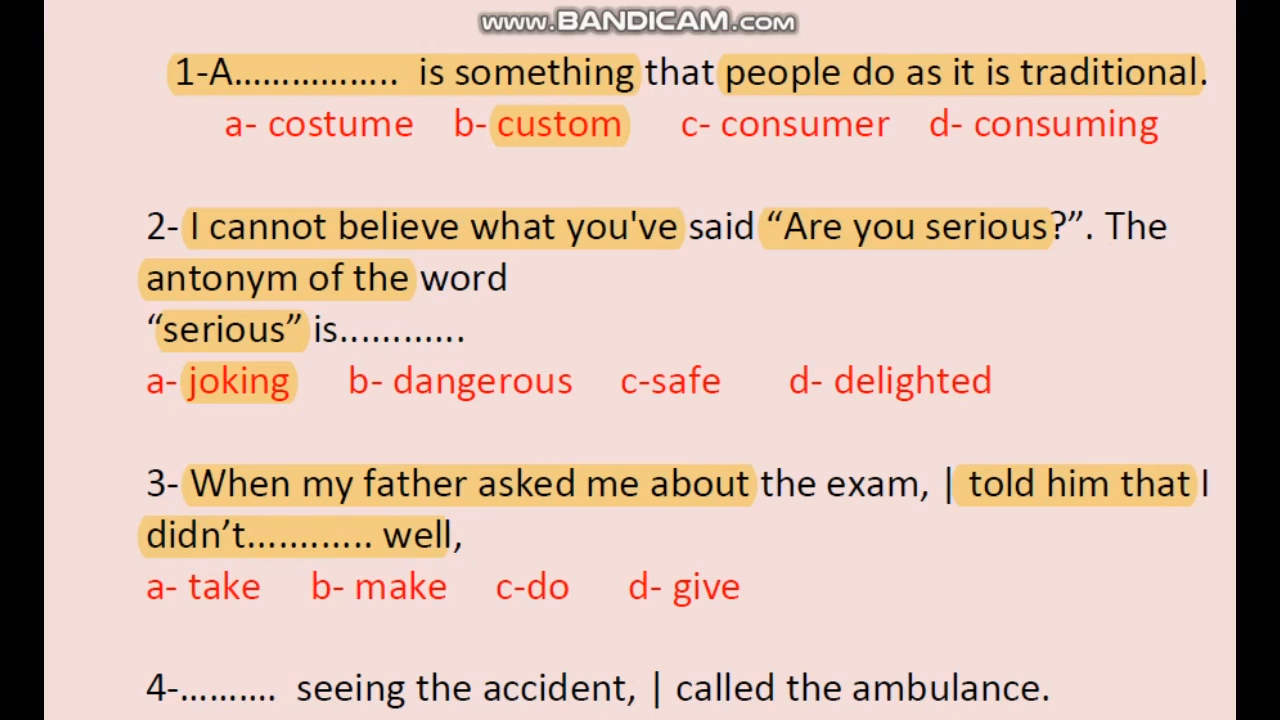 www.BANDICAM.com
1-A................. is something that people do as it is traditional.
a- costume b- custom c- consumer d- consuming
2- I cannot believe what you've said “Are you serious?”. The
antonym of the word
“serious” is............
a- joking b- dangerous c-safe d- delighted
3- When my father asked me about the exam, | told him that I
didn’t............ well,
a- take b- make c-do d- give
4-.......... seeing the accident, | called the ambulance.